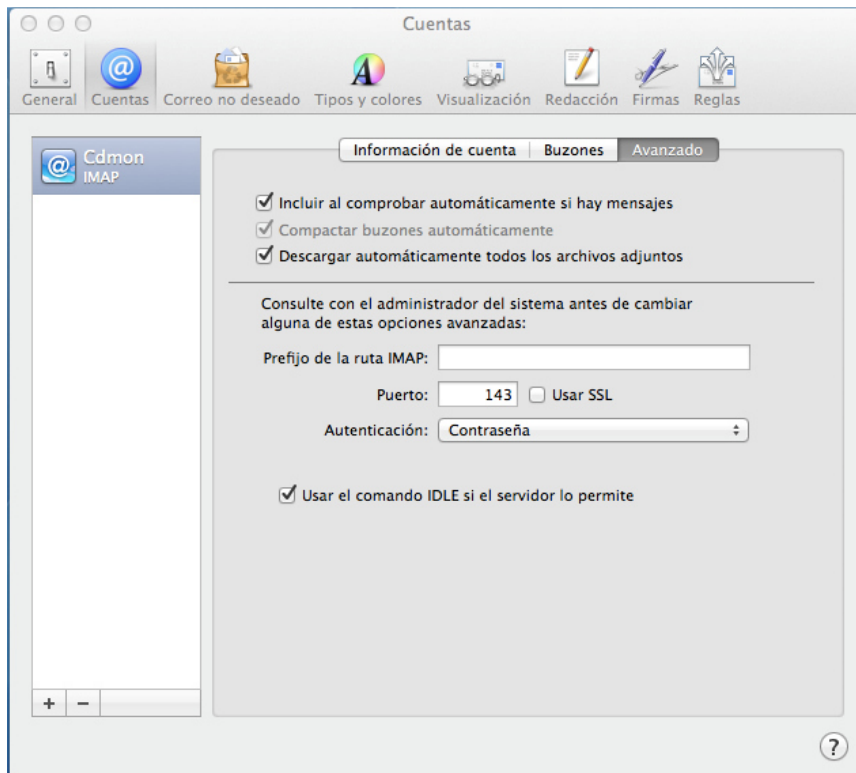 Cuentas
General Cuentas Correo no deseado Tipos y colores Visualización Redacción Firmas Reglas
Cdmon
IMAP
Información de cuenta Buzones Avanzado
Incluir al comprobar automáticamente si hay mensajes
Compactar buzones automáticamente
Descargar automáticamente todos los archivos adjuntos
Consulte con el administrador del sistema antes de cambiar
alguna de estas opciones avanzadas:
Prefijo de la ruta IMAP:
Puerto: 143 Usar SSL
Autenticación: Contraseña
Usar el comando IDLE si el servidor lo permite
+ −
?